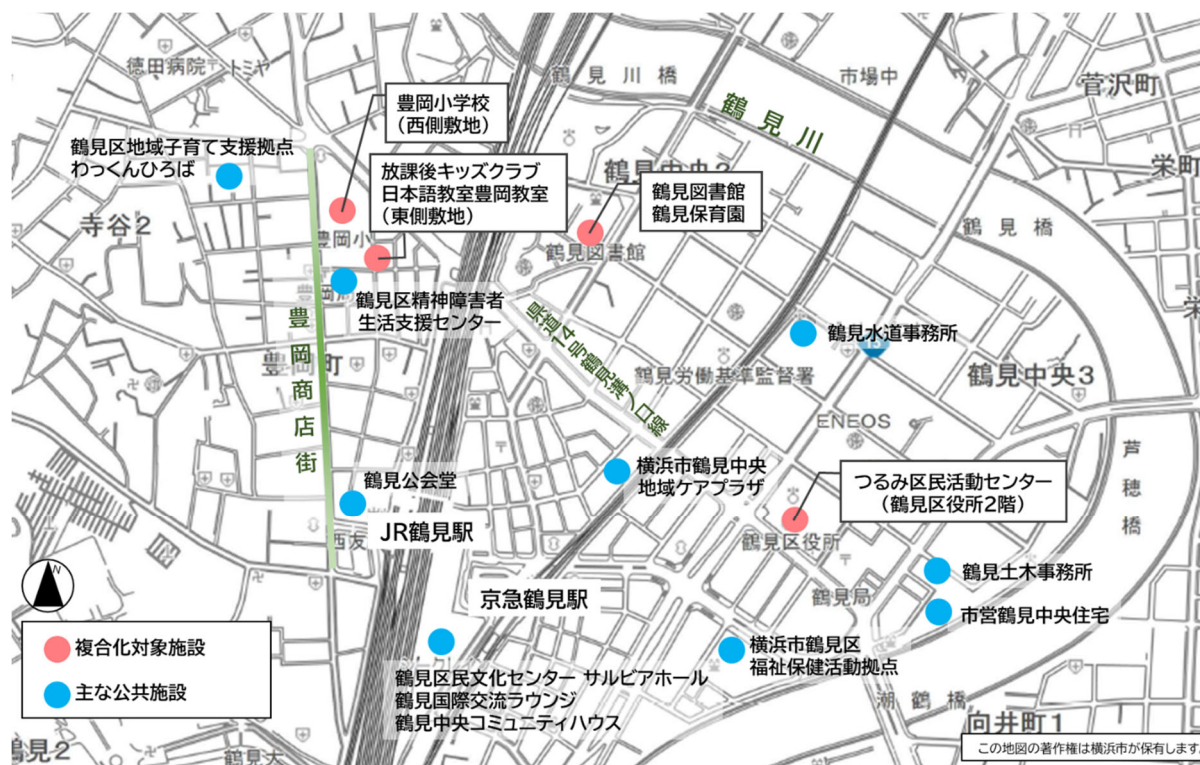 徳田病院
トミヤ
鶴見川橋
市場中
菅沢町
豊岡小学校
（西側敷地）
鶴見川
鶴見区地域子育て支援拠点
わっくんひろば
放課後キッズクラブ
日本語教室豊岡教室
（東側敷地）
鶴見中央2
鶴見図書館
鶴見保育園
栄町
寺谷2
豊岡小
鶴見図書館
鶴見橋
鶴見区精神障害者
生活支援センター
豊岡商店街
豊岡町
県道14号鶴見溝ノ口線
鶴見水道事務所
15
鶴見労働基準監督署
鶴見中央3
ENEOS
芦穂橋
鶴見公会堂
横浜市鶴見中央
地域ケアプラザ
つるみ区民活動センター
（鶴見区役所2階）
JR鶴見駅
西友
鶴見区役所
N
京急鶴見駅
鶴見土木事務所
鶴見局
市営鶴見中央住宅
複合化対象施設
主な公共施設
横浜市鶴見区
福祉保健活動拠点
鶴見区民文化センター サルビアホール
鶴見国際交流ラウンジ
鶴見中央コミュニティハウス
潮鶴橋
向井町1
鶴見2
鶴見大
この地図の著作権は横浜市が保有します